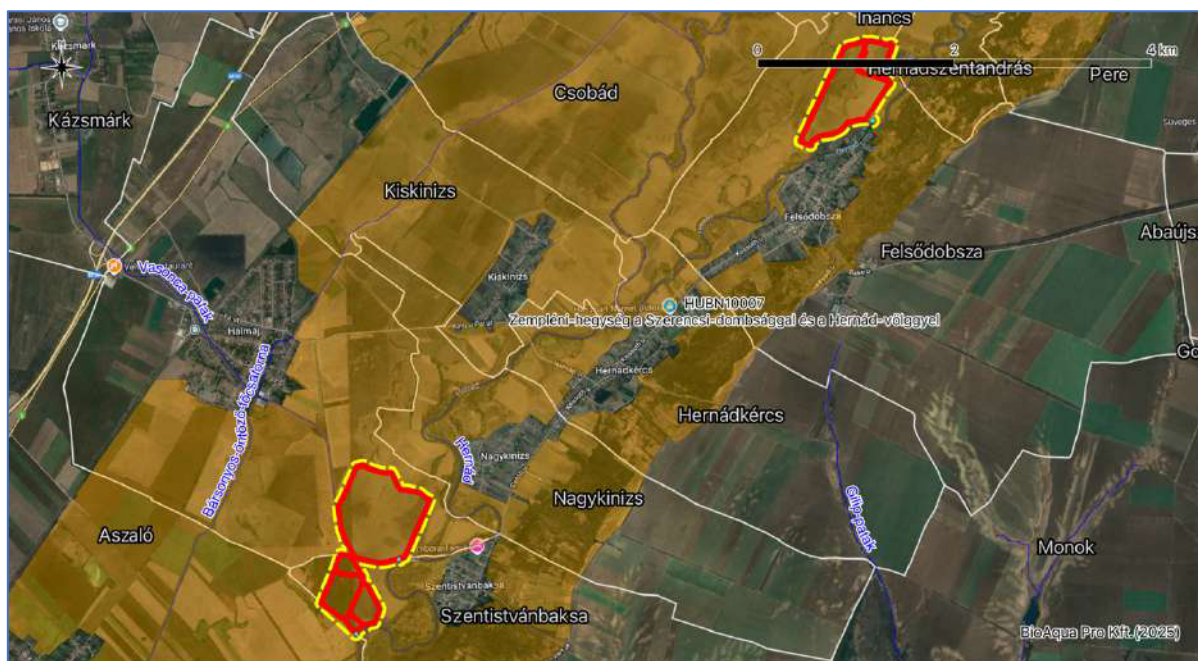 Inancs
Kázsmárk
0
2
4 km
Hernádszentandrás
Pere
Csobád
Kázsmárk
Kiskinizs
Felsődobsza
Felsődobsza
Abaújsz
Vasonca-patak
Halmaj
Kiskinizs
HUBN10007
Zempléni-hegység a Szerencsi-dombsággal és a Hernád-völggyel
Hernádkércs
Hernádkércs
Bársonyos-öntöző-főcsatorna
Hernád
Nagykinizs
Nagykinizs
Gilip-patak
Aszaló
Monok
Szentistvánbaksa
Szentistvánbaksa
BioAqua Pro Kft. (2025)